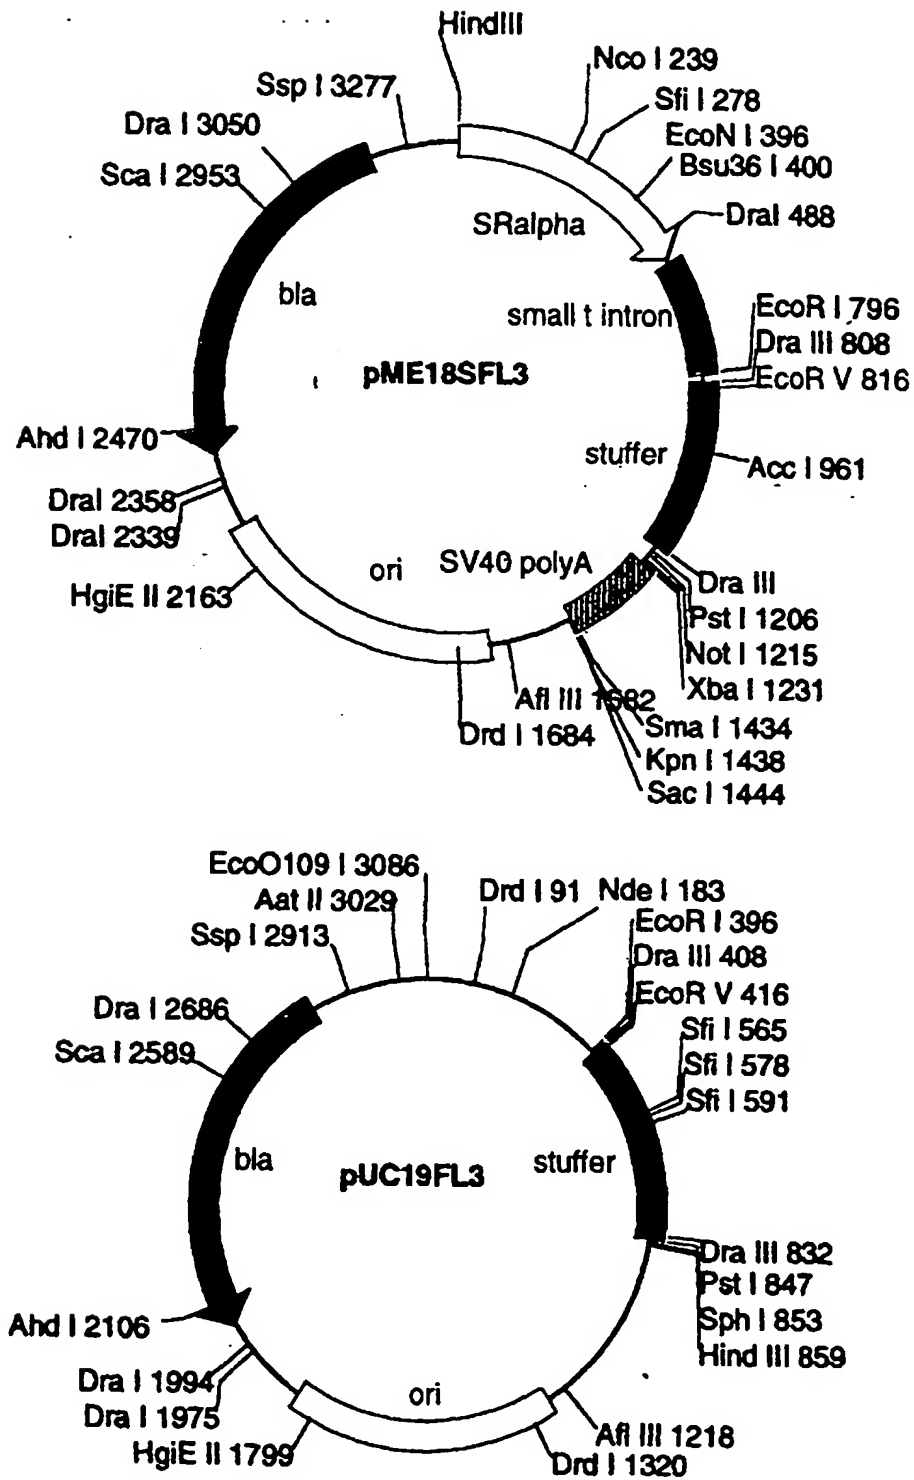 HindIII
Nco I 239
Ssp I 3277
Sfi I 278
Dra I 3050
EcoN I 396
Bsu36 I 400
Sca I 2953
DraI 488
SRalpha
bla
small t intron
EcoR I 796
Dra III 808
pME18SFL3
EcoR V 816
Ahd I 2470
stuffer
Acc I 961
DraI 2358
DraI 2339
ori
SV40 polyA
Dra III
HgiE II 2163
Pst I 1206
Not I 1215
Xba I 1231
Afl III 1682
Drd I 1684
Sma I 1434
Kpn I 1438
Sac I 1444
EcoO109 I 3086
Drd I 91
Nde I 183
Aat II 3029
EcoR I 396
Ssp I 2913
Dra III 408
EcoR V 416
Dra I 2686
Sfi I 565
Sca I 2589
Sfi I 578
Sfi I 591
bla
pUC19FL3
stuffer
Dra III 832
Pst I 847
Ahd I 2106
Sph I 853
Hind III 859
Dra I 1994
ori
Dra I 1975
Afl III 1218
HgiE II 1799
Drd I 1320